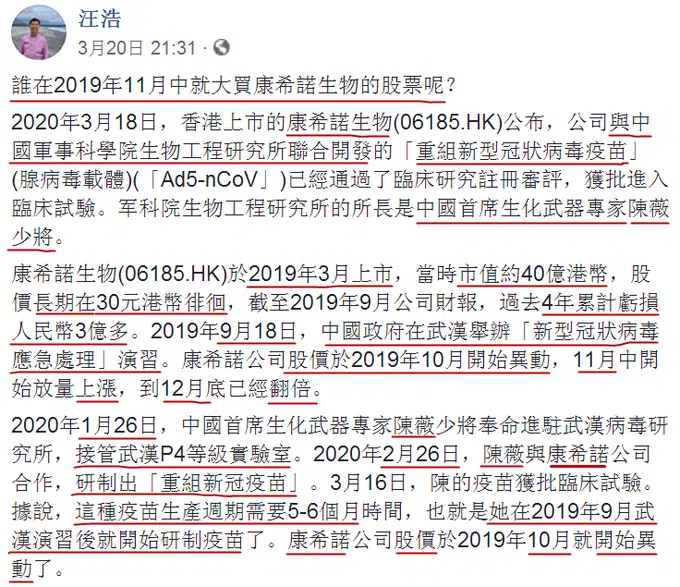 汪浩
3月20日 21:31 ·
誰在2019年11月中就大買康希諾生物的股票呢？
2020年3月18日，香港上市的康希諾生物(06185.HK)公布，公司與中
國軍事科學院生物工程研究所聯合開發的「重組新型冠狀病毒疫苗」
(腺病毒載體)(「Ad5-nCoV」)已經通過了臨床研究註冊審評，獲批進入
臨床試驗。军科院生物工程研究所的所長是中國首席生化武器專家陳薇
少將。
康希諾生物(06185.HK)於2019年3月上市，當時市值約40億港幣，股
價長期在30元港幣徘徊，截至2019年9月公司財報，過去4年累計虧損
人民幣3億多。2019年9月18日，中國政府在武漢舉辦「新型冠狀病毒
應急處理」演習。康希諾公司股價於2019年10月開始異動，11月中開
始放量上漲，到12月底已經翻倍。
2020年1月26日，中國首席生化武器專家陳薇少將奉命進駐武漢病毒研
究所，接管武漢P4等級實驗室。2020年2月26日，陳薇與康希諾公司
合作，研制出「重組新冠疫苗」。3月16日，陳的疫苗獲批臨床試驗。
據說，這種疫苗生產週期需要5-6個月時間，也就是她在2019年9月武
漢演習後就開始研制疫苗了。康希諾公司股價於2019年10月就開始異
動了。